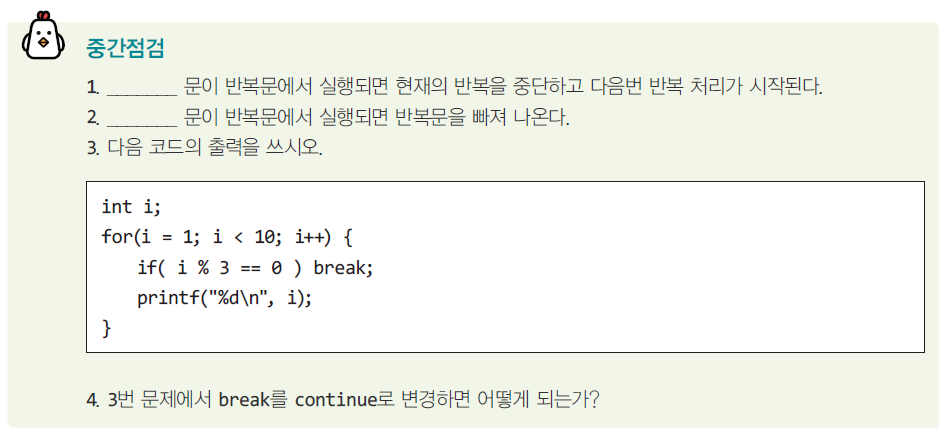 중간점검
1. _______ 문이 반복문에서 실행되면 현재의 반복을 중단하고 다음번 반복 처리가 시작된다.
2. _______ 문이 반복문에서 실행되면 반복문을 빠져 나온다.
3. 다음 코드의 출력을 쓰시오.
int i;
for(i = 1; i < 10; i++) {
    if( i % 3 == 0 ) break;
    printf("%d\n", i);
}
4. 3번 문제에서 break를 continue로 변경하면 어떻게 되는가?